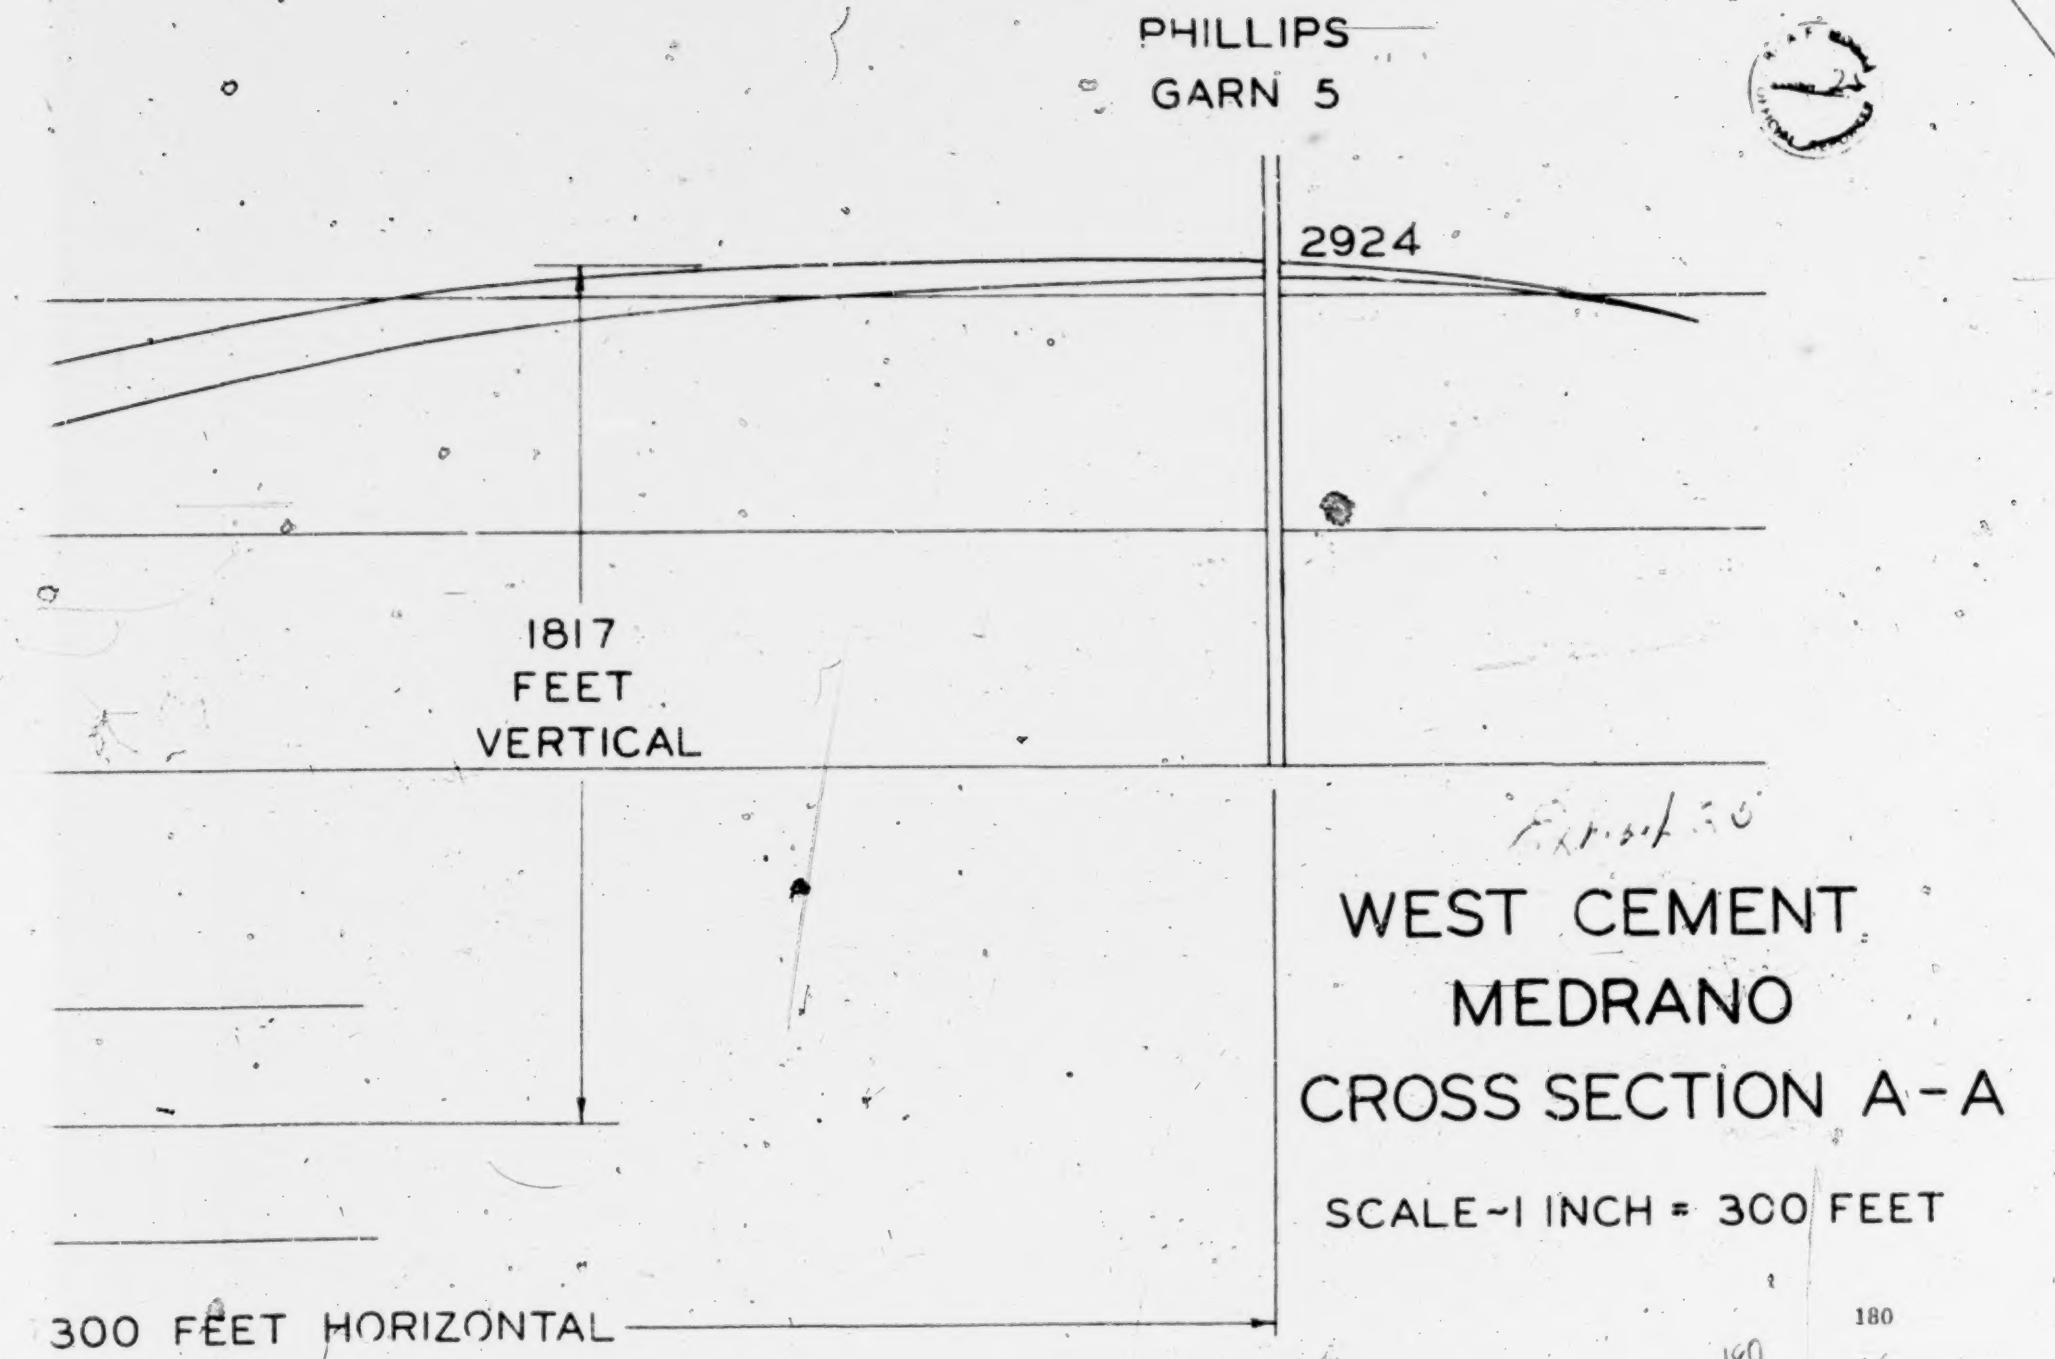 PHILLIPS
GARN 5
2924
1817
FEET
VERTICAL
WEST CEMENT
MEDRANO
CROSS SECTION A-A
SCALE~1 INCH = 300 FEET
300 FEET HORIZONTAL
180